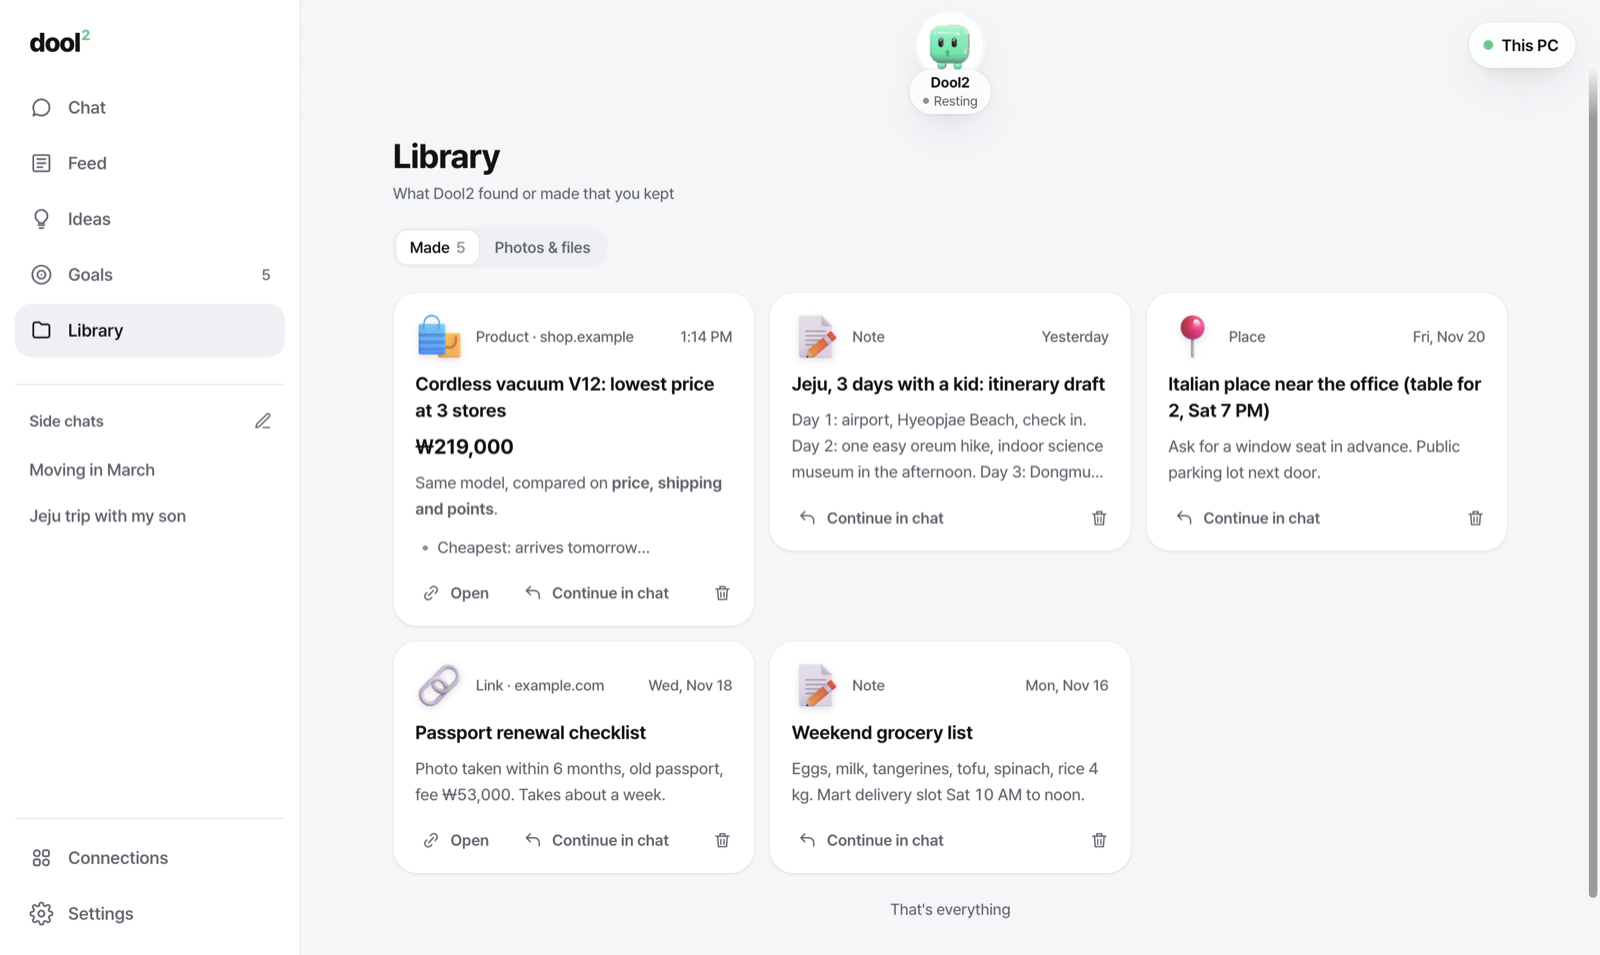 dool2
Chat
Feed
Ideas
Goals 5
Library
Side chats
Moving in March
Jeju trip with my son
Connections
Settings
Dool2
Resting
This PC
Library
What Dool2 found or made that you kept
Made 5 Photos & files
Product · shop.example 1:14 PM
Cordless vacuum V12: lowest price
at 3 stores
₩219,000
Same model, compared on price, shipping
and points.
• Cheapest: arrives tomorrow...
Open Continue in chat
Note Yesterday
Jeju, 3 days with a kid: itinerary draft
Day 1: airport, Hyeopjae Beach, check in.
Day 2: one easy oreum hike, indoor science
museum in the afternoon. Day 3: Dongmu...
Continue in chat
Place Fri, Nov 20
Italian place near the office (table for
2, Sat 7 PM)
Ask for a window seat in advance. Public
parking lot next door.
Continue in chat
Link · example.com Wed, Nov 18
Passport renewal checklist
Photo taken within 6 months, old passport,
fee ₩53,000. Takes about a week.
Open Continue in chat
Note Mon, Nov 16
Weekend grocery list
Eggs, milk, tangerines, tofu, spinach, rice 4
kg. Mart delivery slot Sat 10 AM to noon.
Continue in chat
That's everything